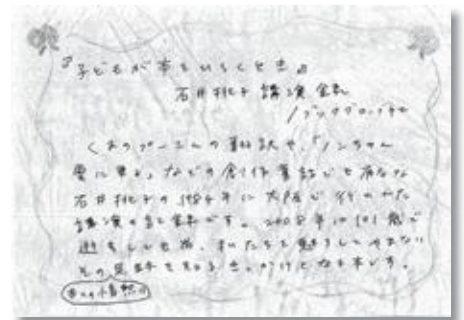 『子どもが本をひらくとき』
石井桃子 講演録
/ブックグローブ社
くまのプーさんの翻訳や、『ノンちゃん
雲に乗る』などの創作童話でも有名な
石井桃子の1984年に大阪で行われた
講演の記録です。2008年に101歳で
逝去した後、私たちを魅了してやまない
その足跡を知るきっかけとなる本です。